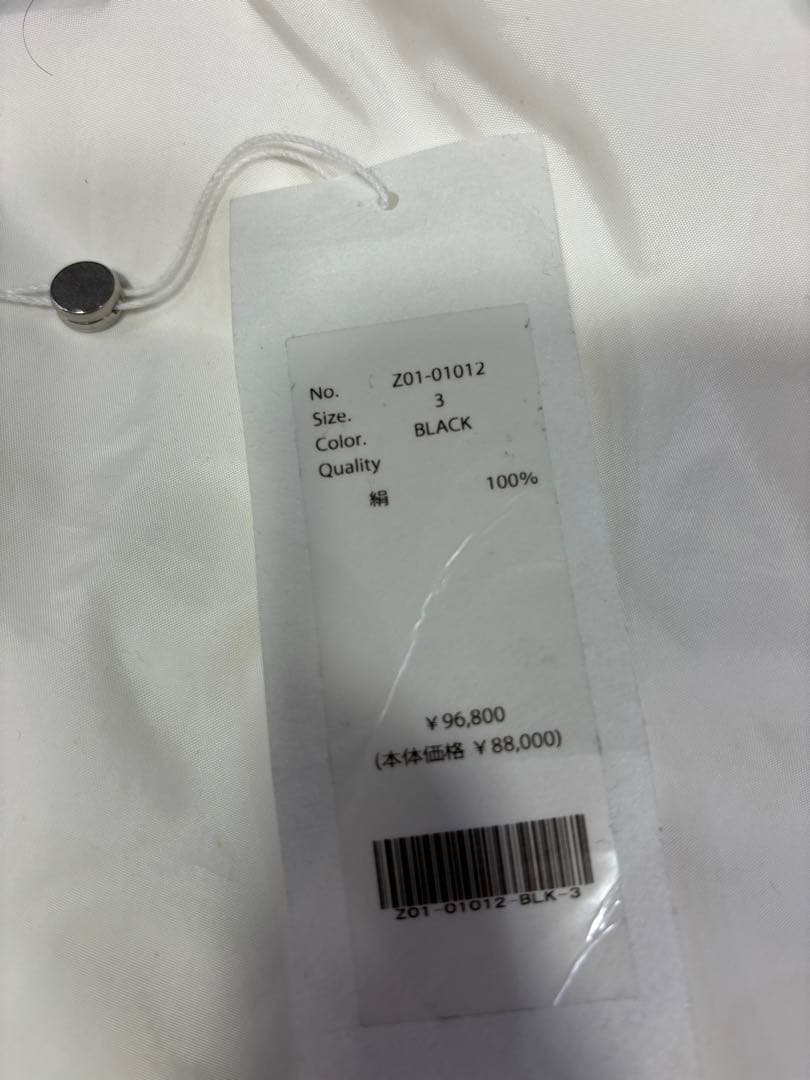 No. Z01-01012
Size. 3
Color. BLACK
Quality
絹 100%
¥96,800
(本体価格 ¥88,000)
Z01-01012-BLK-3